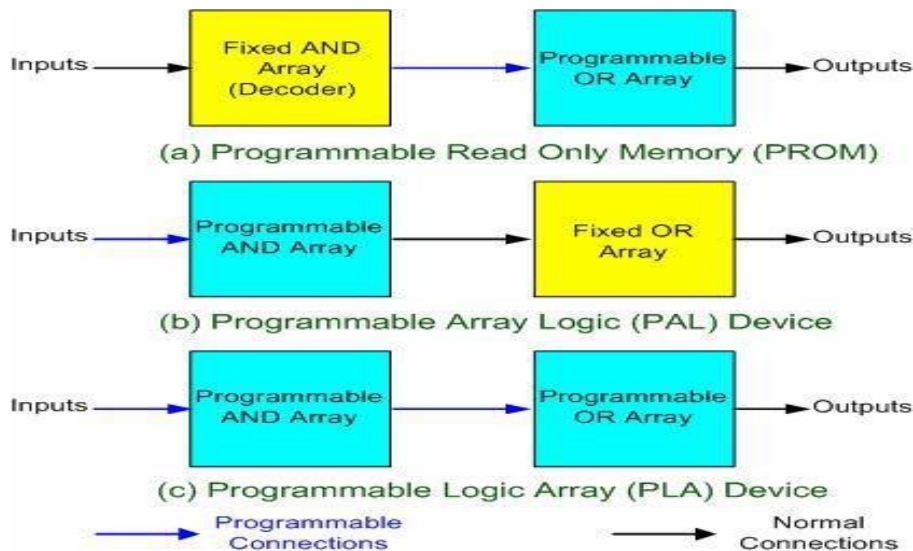 Inputs
Fixed AND
Array
(Decoder)
Programmable
OR Array
Outputs
(a) Programmable Read Only Memory (PROM)
Inputs
Programmable
AND Array
Fixed OR
Array
Outputs
(b) Programmable Array Logic (PAL) Device
Inputs
Programmable
AND Array
Programmable
OR Array
Outputs
(c) Programmable Logic Array (PLA) Device
Programmable
Connections
Normal
Connections